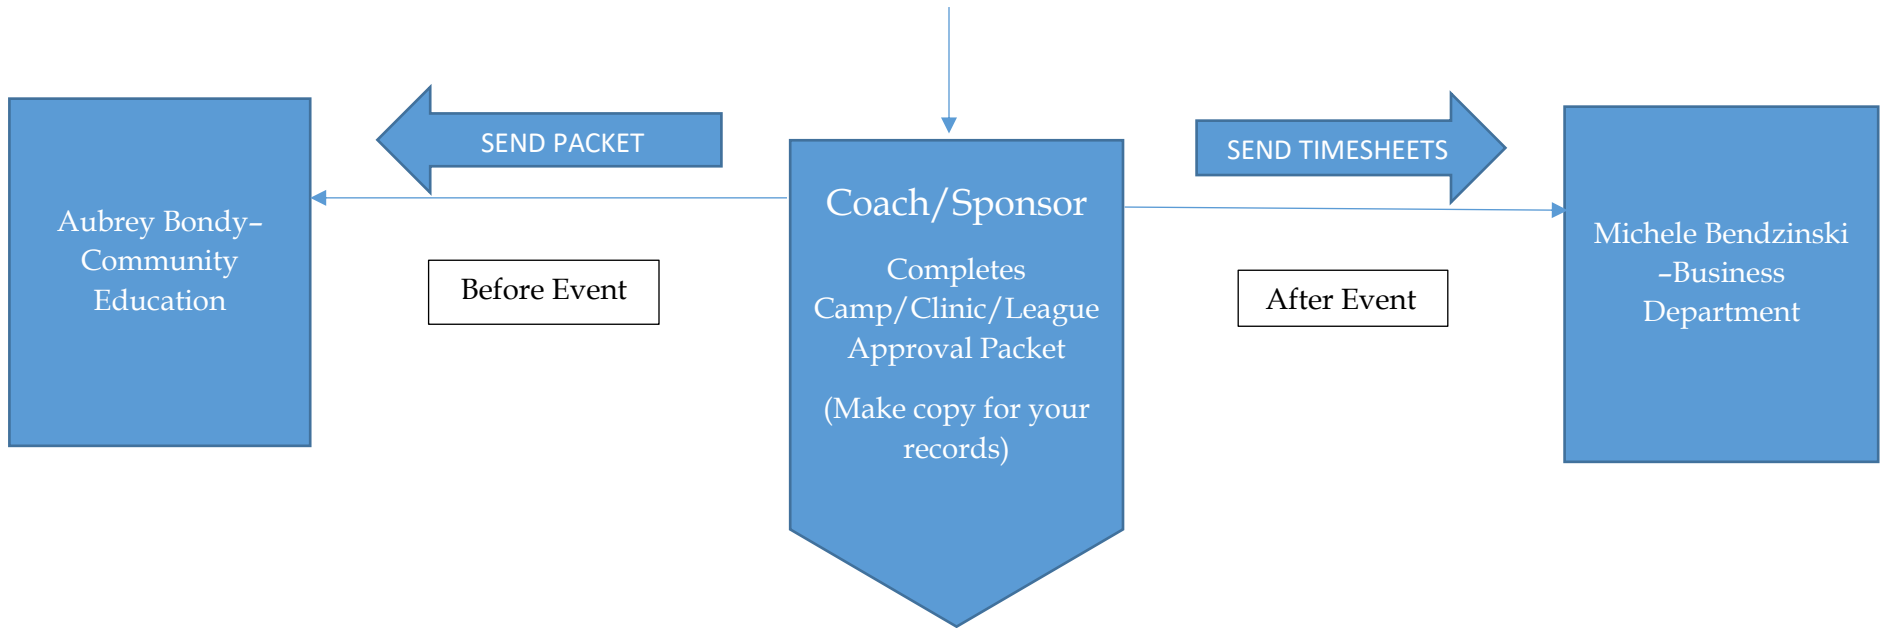 SEND PACKET
Aubrey Bondy–
Community
Education
Before Event
Coach/Sponsor
Completes
Camp/Clinic/League
Approval Packet
(Make copy for your
records)
SEND TIMESHEETS
After Event
Michele Bendzinski
–Business
Department